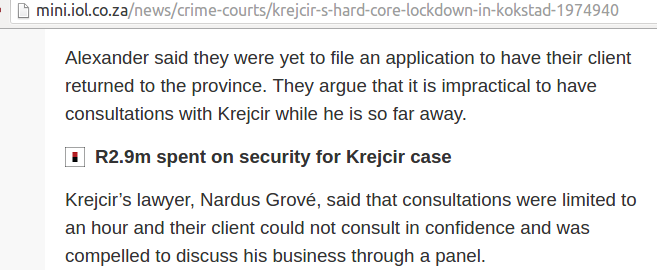 mini.iol.co.za/news/crime-courts/krejcir-s-hard-core-lockdown-in-kokstad-1974940
Alexander said they were yet to file an application to have their client
returned to the province. They argue that it is impractical to have
consultations with Krejcir while he is so far away.
R2.9m spent on security for Krejcir case
Krejcir’s lawyer, Nardus Grové, said that consultations were limited to
an hour and their client could not consult in confidence and was
compelled to discuss his business through a panel.